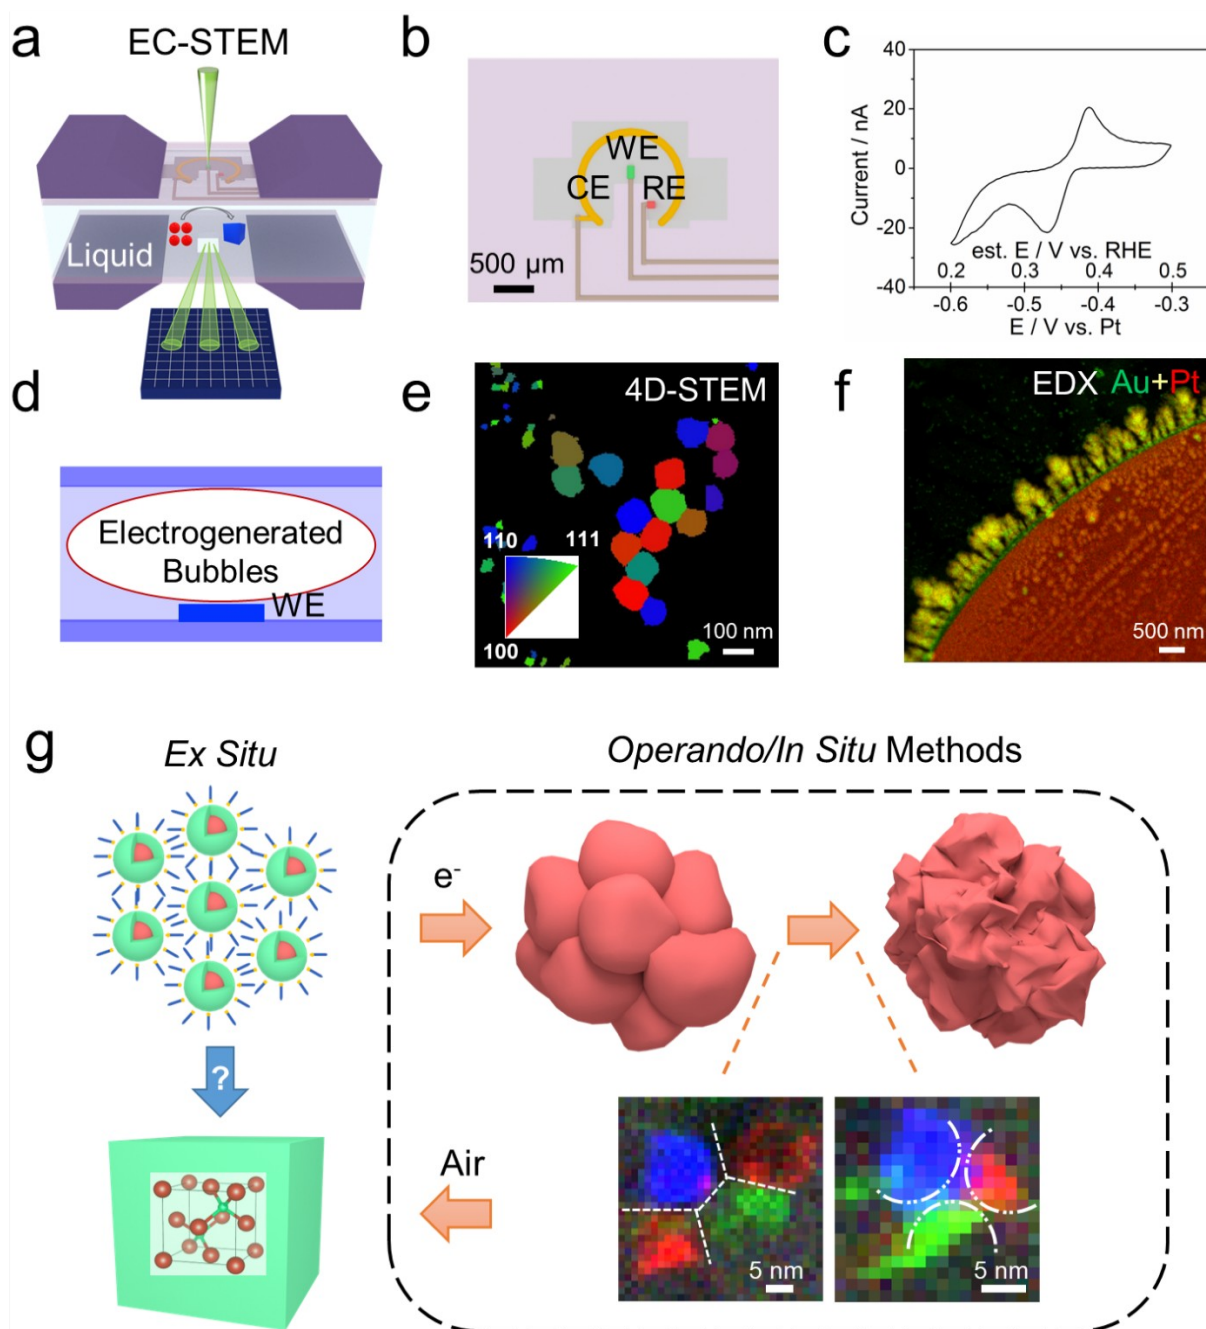 a
EC-STEM
Liquid
b
WE
CE
RE
500 μm
c
40
20
0
-20
-40
Current / nA
est. E / V vs. RHE
0.2 0.3 0.4 0.5
-0.6 -0.5 -0.4 -0.3
E / V vs. Pt
d
Electrogenerated
Bubbles
WE
e
4D-STEM
110
111
100
100 nm
f
EDX Au+Pt
500 nm
g
Ex Situ
?
Operando/In Situ Methods
e-
Air
5 nm
5 nm